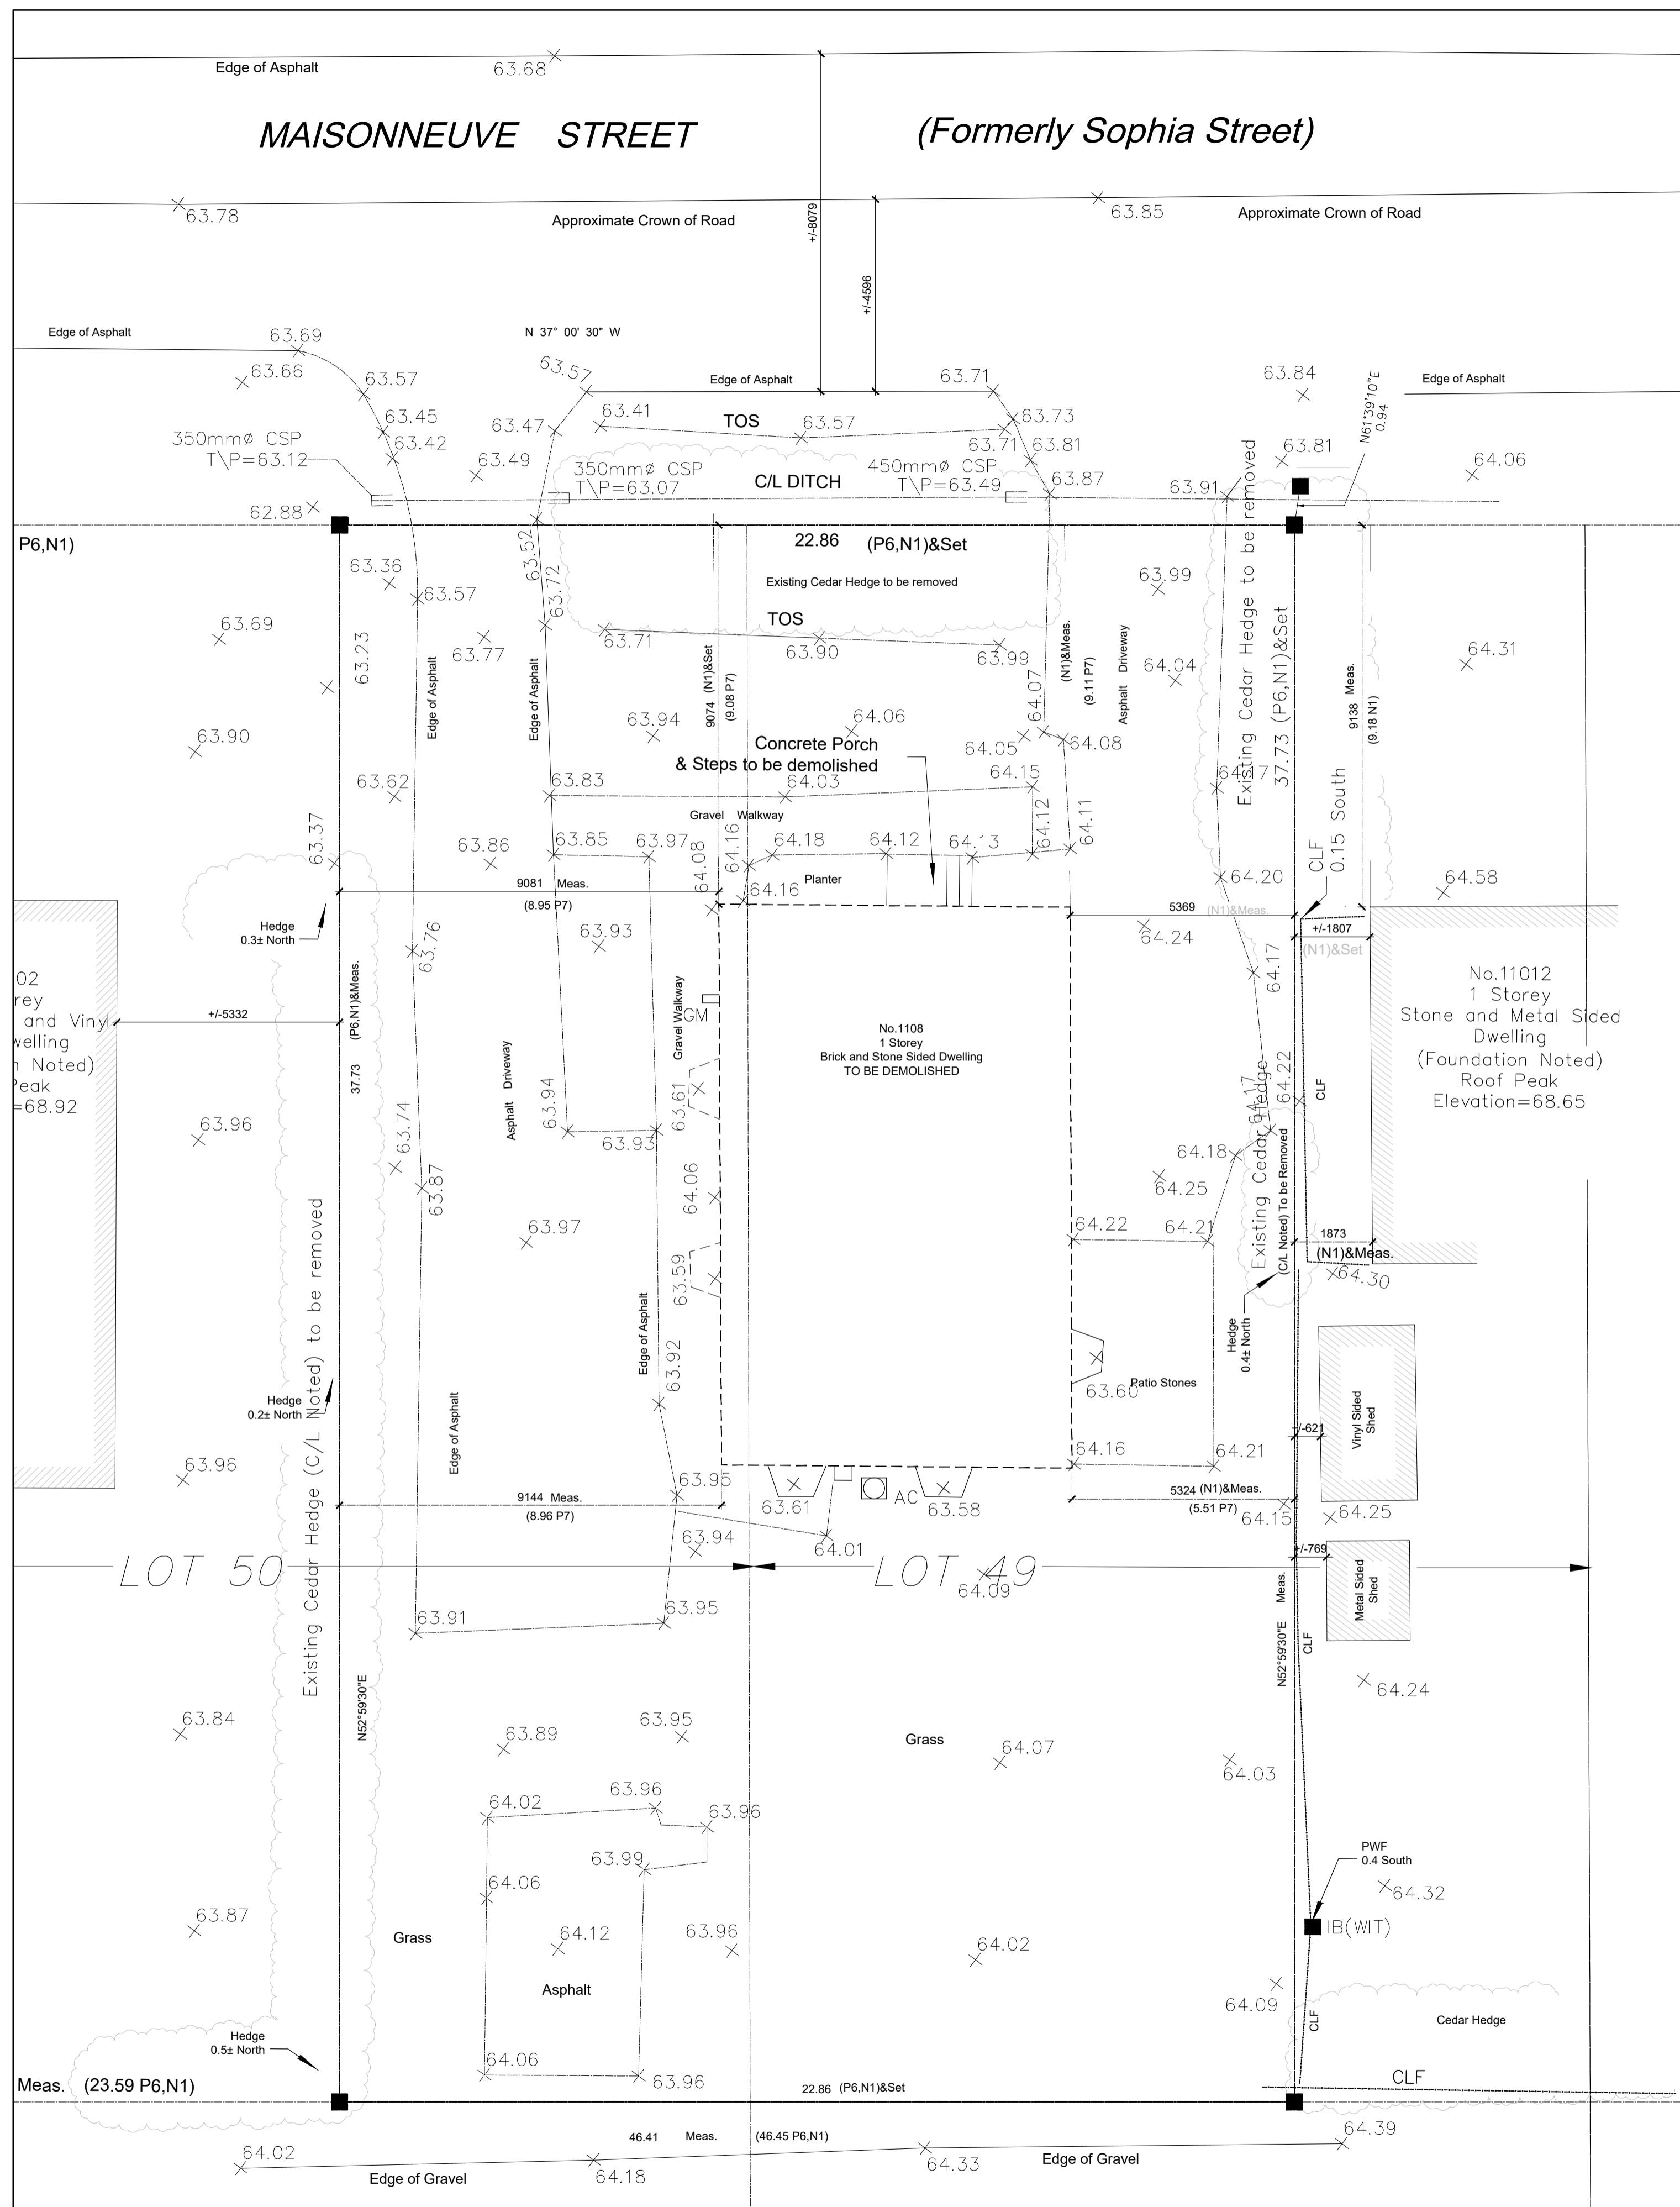 Edge of Asphalt
63.68
MAISONNEUVE STREET
(Formerly Sophia Street)
63.78
Approximate Crown of Road
+/-8079
63.85
Approximate Crown of Road
+/-4596
Edge of Asphalt
63.69
N 37° 00' 30" W
63.66
63.57
63.57
Edge of Asphalt
63.71
63.84
N61°39'10"E
0.94
Edge of Asphalt
63.45
63.47
63.41
TOS
63.57
63.73
350mmø CSP
T\P=63.12
63.42
63.49
350mmø CSP
T\P=63.07
C/L DITCH
450mmø CSP
T\P=63.49
63.71
63.81
63.87
63.91
63.81
64.06
62.88
P6,N1)
22.86 (P6,N1)&Set
63.52
63.72
Existing Cedar Hedge to be removed
Existing Cedar Hedge to be removed
37.73 (P6,N1)&Set
63.36
63.57
63.99
TOS
63.69
63.23
Edge of Asphalt
63.77
Edge of Asphalt
63.71
63.90
63.99
9074 (N1)&Set
(9.08 P7)
(N1)&Meas.
(9.11 P7)
Asphalt Driveway
64.04
9138 Meas.
(9.18 N1)
64.31
63.90
63.94
64.06
64.07
64.05
64.08
Concrete Porch
& Steps to be demolished
63.62
63.83
64.03
64.15
64.17
Gravel Walkway
64.12
64.11
63.37
63.86
63.85
63.97
64.08
64.16
64.18
64.12
64.13
CLF
0.15 South
9081 Meas.
(8.95 P7)
64.16
Planter
64.20
64.58
Hedge
0.3± North
63.76
63.93
5369
(N1)&Meas.
64.24
+/-1807
(N1)&Set
64.17
02
rey
and Vinyl
welling
n Noted)
Peak
=68.92
+/-5332
37.73 (P6,N1)&Meas.
Gravel Walkway
GM
No.1108
1 Storey
Brick and Stone Sided Dwelling
TO BE DEMOLISHED
No.11012
1 Storey
Stone and Metal Sided
Dwelling
(Foundation Noted)
Roof Peak
Elevation=68.65
Asphalt Driveway
63.94
63.61
64.17
64.22
CLF
63.96
63.74
63.93
64.18
63.87
64.06
64.25
Existing Cedar Hedge
(C/L Noted) To be Removed
63.97
64.22
64.21
1873
(N1)&Meas.
63.59
64.30
Existing Cedar Hedge (C/L Noted) to be removed
Edge of Asphalt
63.92
Hedge
0.4± North
Hedge
0.2± North
63.60
Patio Stones
+/-621
Vinyl Sided
Shed
Edge of Asphalt
63.96
64.16
64.21
63.95
63.61
AC
63.58
9144 Meas.
(8.96 P7)
5324 (N1)&Meas.
(5.51 P7)
64.15
64.25
63.94
64.01
+/-769
LOT 50
LOT 49
64.09
Metal Sided
Shed
N52°59'30"E Meas.
CLF
63.91
63.95
64.24
63.84
N52°59'30"E
63.89
63.95
Grass
64.07
64.03
64.02
63.96
63.96
PWF
0.4 South
63.99
64.06
64.32
63.87
IB(WIT)
Grass
64.12
63.96
64.02
Asphalt
64.09
CLF
Cedar Hedge
Hedge
0.5± North
64.06
63.96
CLF
Meas. (23.59 P6,N1)
22.86 (P6,N1)&Set
46.41 Meas. (46.45 P6,N1)
64.39
64.02
Edge of Gravel
64.18
64.33
Edge of Gravel